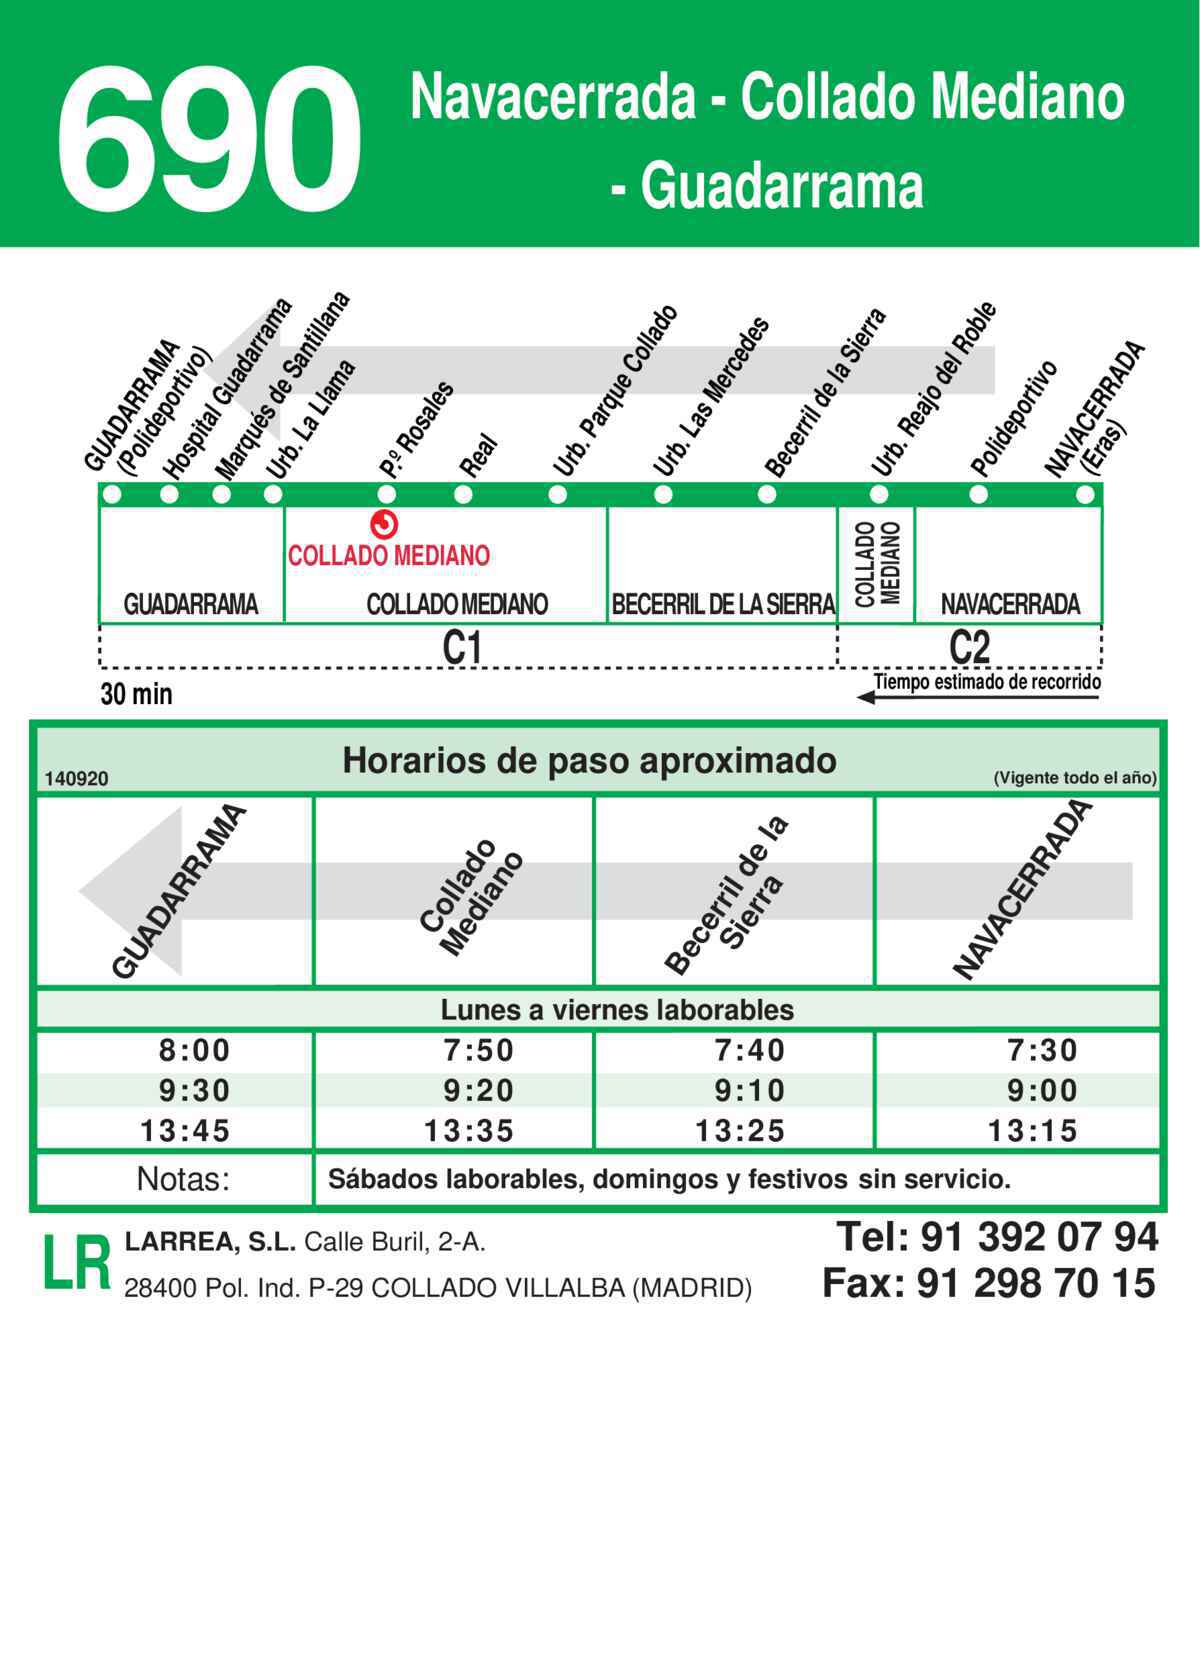 690
Navacerrada - Collado Mediano
- Guadarrama
GUADARRAMA
(Polideportivo)
Hospital Guadarrama
Marqués de Santillana
Urb. La Llama
P.º Rosales
Real
Urb. Parque Collado
Urb. Las Mercedes
Becerril de la Sierra
Urb. Reajo del Roble
Polideportivo
NAVACERRADA
(Eras)
COLLADO MEDIANO
GUADARRAMA
COLLADO MEDIANO
BECERRIL DE LA SIERRA
COLLADO
MEDIANO
NAVACERRADA
C1
C2
30 min
Tiempo estimado de recorrido
140920
Horarios de paso aproximado
(Vigente todo el año)
GUADARRAMA
Collado
Mediano
Becerril de la
Sierra
NAVACERRADA
Lunes a viernes laborables
8:00 7:50 7:40 7:30
9:30 9:20 9:10 9:00
13:45 13:35 13:25 13:15
Notas: Sábados laborables, domingos y festivos sin servicio.
LR
LARREA, S.L. Calle Buril, 2-A.
28400 Pol. Ind. P-29 COLLADO VILLALBA (MADRID)
Tel: 91 392 07 94
Fax: 91 298 70 15